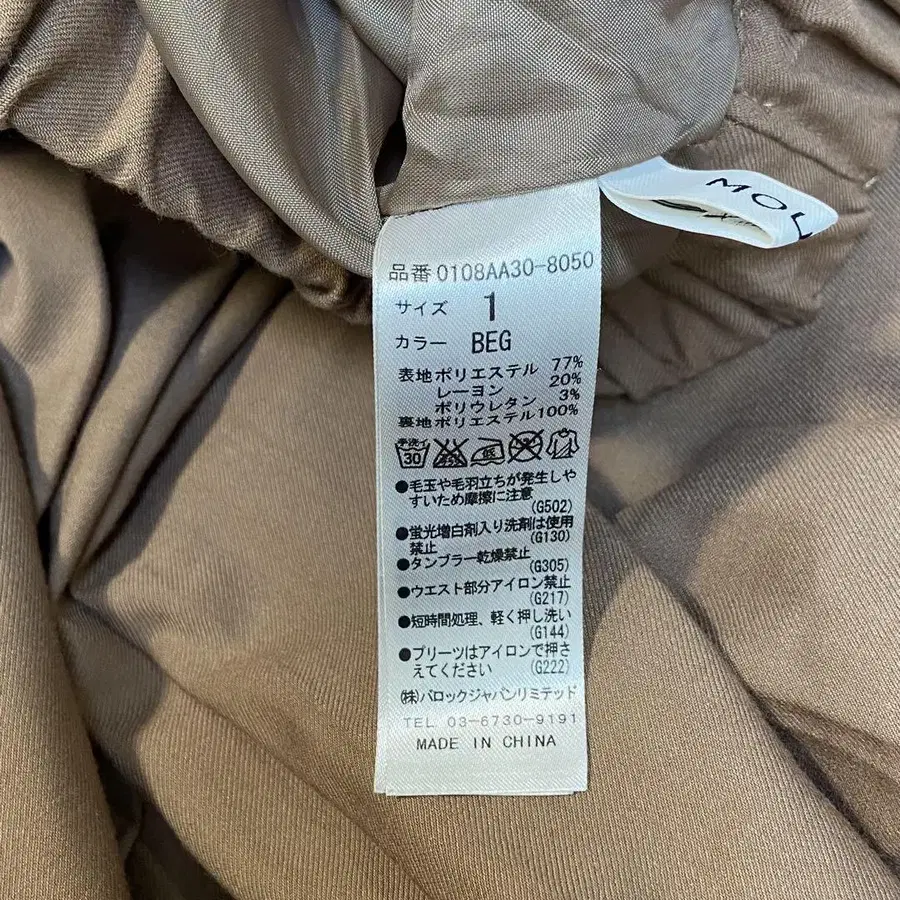 MOU
品番 0108AA30-8050
サイズ 1
カラー BEG
表地 ポリエステル 77%
レーヨン 20%
ポリウレタン 3%
裏地 ポリエステル 100%
手洗イ
30
低
●毛玉や毛羽立ちが発生しや
すいため摩擦に注意
(G502)
●蛍光増白剤入り洗剤は使用
禁止 (G130)
●タンブラー乾燥禁止
(G305)
●ウエスト部分アイロン禁止
(G217)
●短時間処理、軽く押し洗い
(G144)
●プリーツはアイロンで押さ
えてください (G222)
(株)バロックジャパンリミテッド
TEL 03-6730-9191
MADE IN CHINA